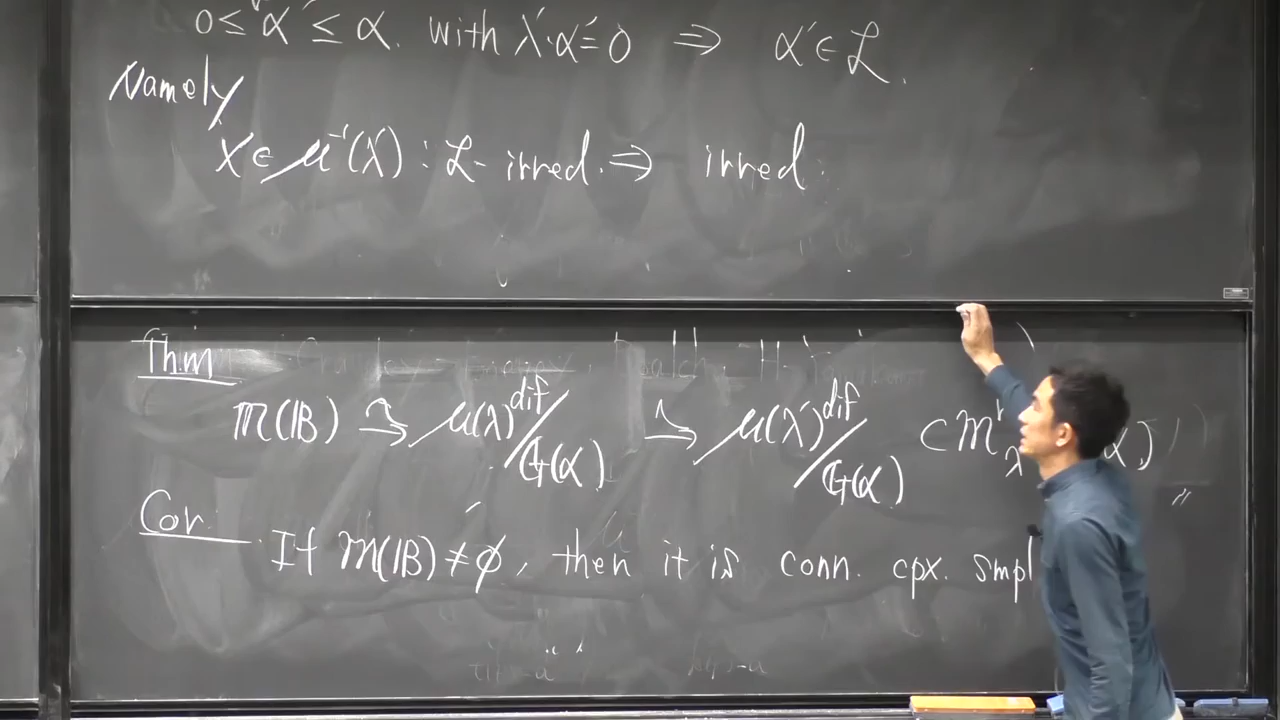 0 ≤ α' ≤ α. with λ'·α' = 0 ⇒ α' ∈ ℒ.
Namely
X ∈ μ⁻¹(λ') : ℒ-irred. ⇒ irred.
Thm
𝓜(𝔹) → μ(λ)^dif / G(α) → μ(λ')^dif / G(α) ⊂ 𝓜
Cor.
If 𝓜(𝔹) ≠ ∅, then it is conn. cpx. smpl